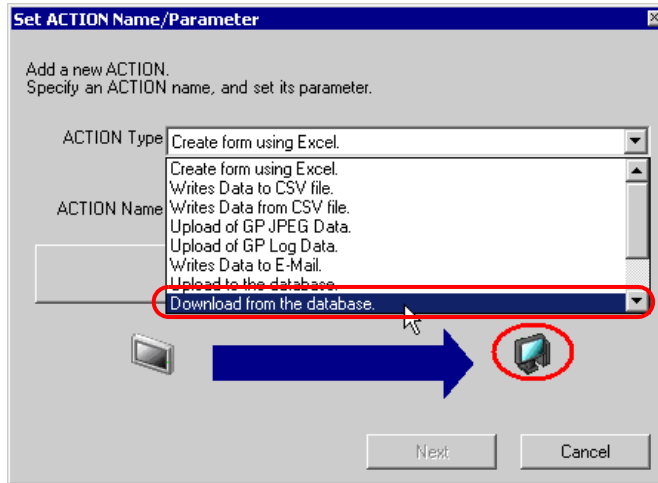 Set ACTION Name/Parameter
Add a new ACTION.
Specify an ACTION name, and set its parameter.
ACTION Type
Create form using Excel.
Create form using Excel.
Writes Data to CSV file.
ACTION Name
Writes Data from CSV file.
Upload of GP JPEG Data.
Upload of GP Log Data.
Writes Data to E-Mail.
Upload to the database.
Download from the database.
Next
Cancel